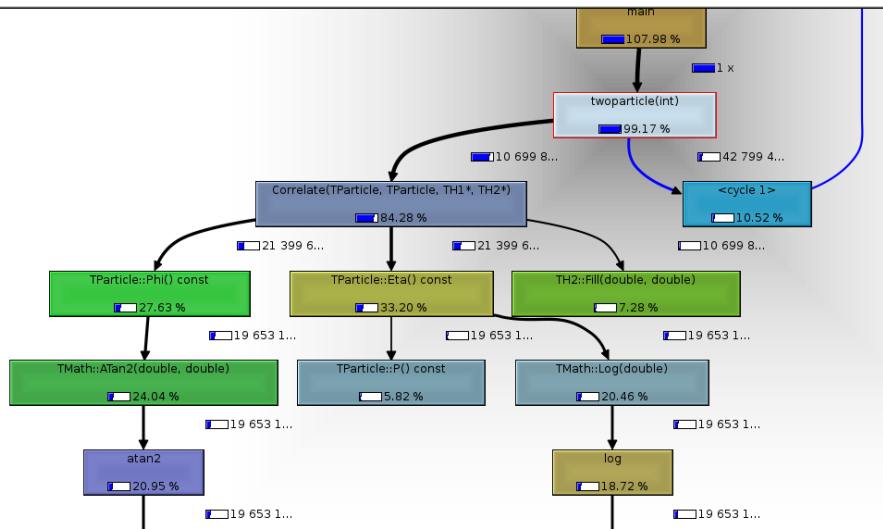 main
107.98 %
1 x
twoparticle(int)
99.17 %
10 699 8...
42 799 4...
Correlate(TParticle, TParticle, TH1*, TH2*)
84.28 %
<cycle 1>
10.52 %
21 399 6...
21 399 6...
10 699 8...
TParticle::Phi() const
27.63 %
TParticle::Eta() const
33.20 %
TH2::Fill(double, double)
7.28 %
19 653 1...
19 653 1...
19 653 1...
TMath::ATan2(double, double)
24.04 %
TParticle::P() const
5.82 %
TMath::Log(double)
20.46 %
19 653 1...
19 653 1...
atan2
20.95 %
log
18.72 %
19 653 1...
19 653 1...